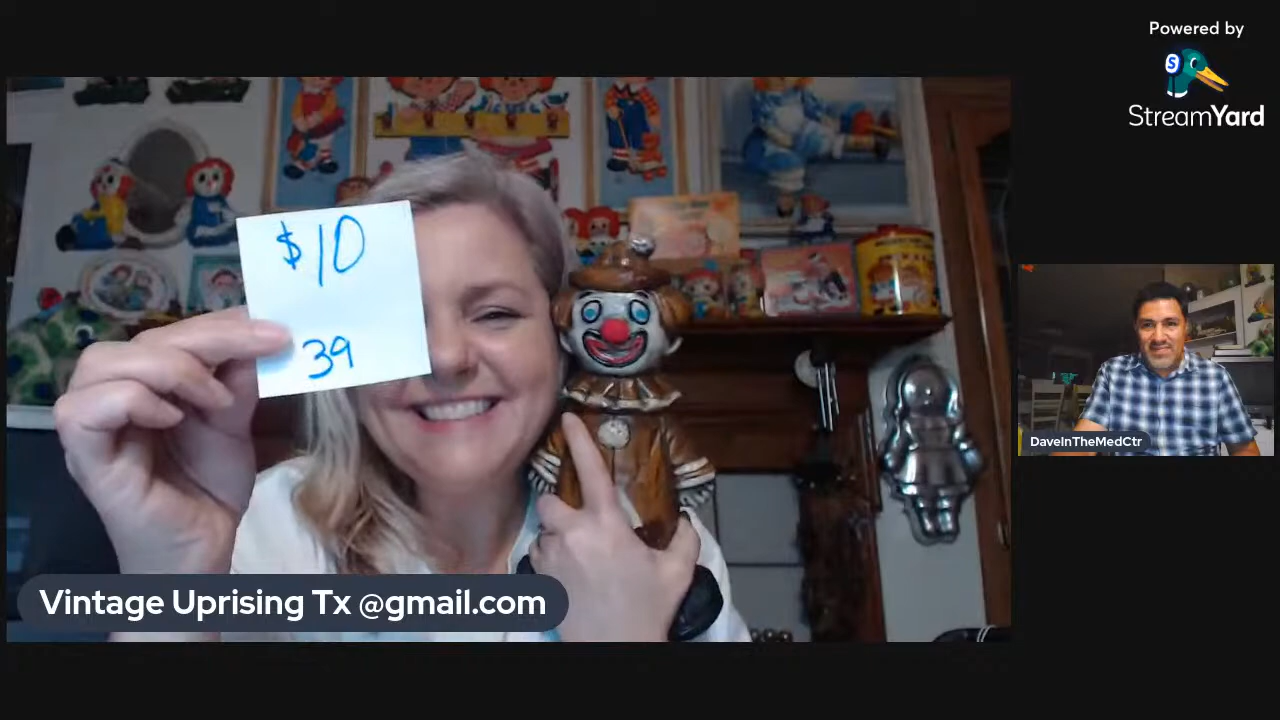 Powered by
S
StreamYard
$10
39
DaveInTheMedCtr
Vintage Uprising Tx @gmail.com